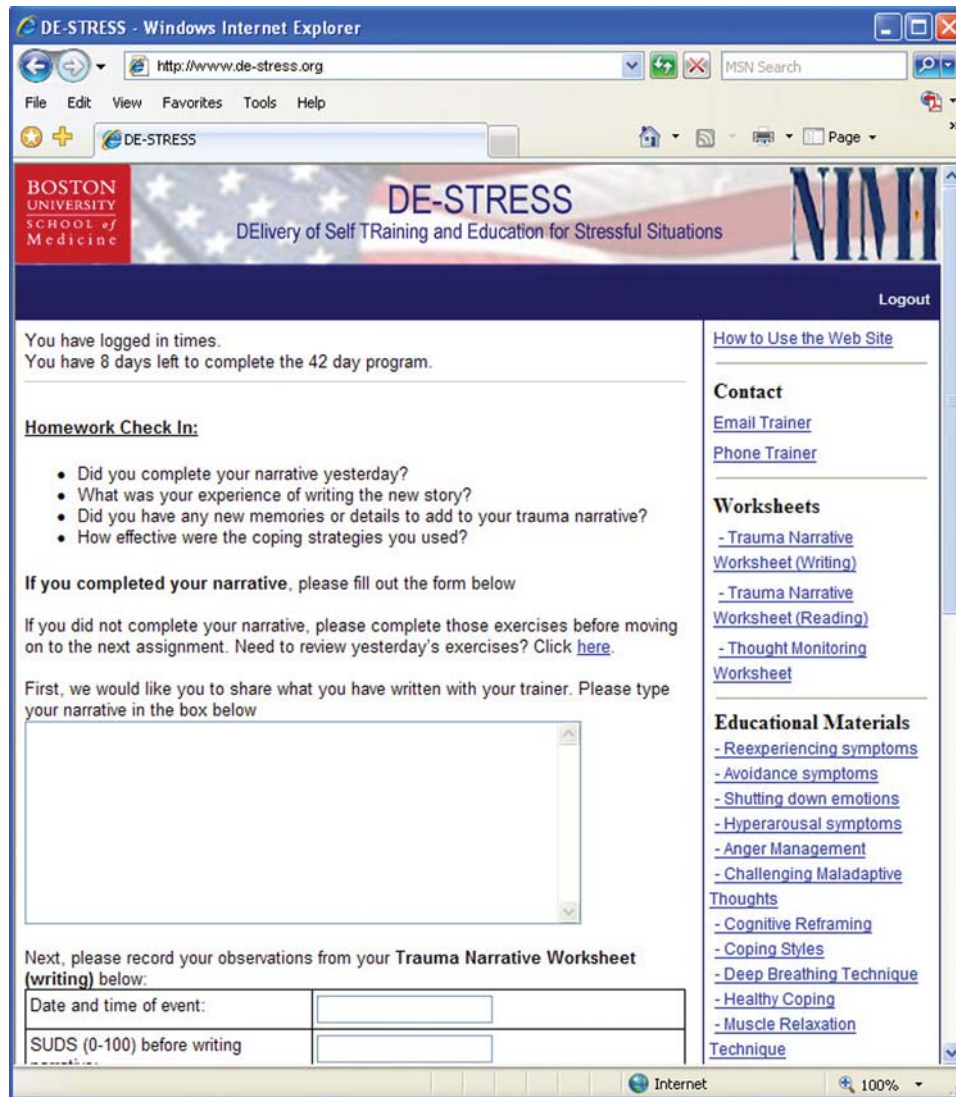 DE-STRESS - Windows Internet Explorer
http://www.de-stress.org
MSN Search
File Edit View Favorites Tools Help
DE-STRESS
Page
BOSTON
UNIVERSITY
SCHOOL of
Medicine
DE-STRESS
DElivery of Self TRaining and Education for Stressful Situations
NIMH
Logout
You have logged in times.
You have 8 days left to complete the 42 day program.
Homework Check In:
• Did you complete your narrative yesterday?
• What was your experience of writing the new story?
• Did you have any new memories or details to add to your trauma narrative?
• How effective were the coping strategies you used?
If you completed your narrative, please fill out the form below
If you did not complete your narrative, please complete those exercises before moving
on to the next assignment. Need to review yesterday's exercises? Click here.
First, we would like you to share what you have written with your trainer. Please type
your narrative in the box below
Next, please record your observations from your Trauma Narrative Worksheet
(writing) below:
Date and time of event:
SUDS (0-100) before writing
How to Use the Web Site
Contact
Email Trainer
Phone Trainer
Worksheets
- Trauma Narrative
Worksheet (Writing)
- Trauma Narrative
Worksheet (Reading)
- Thought Monitoring
Worksheet
Educational Materials
- Reexperiencing symptoms
- Avoidance symptoms
- Shutting down emotions
- Hyperarousal symptoms
- Anger Management
- Challenging Maladaptive
Thoughts
- Cognitive Reframing
- Coping Styles
- Deep Breathing Technique
- Healthy Coping
- Muscle Relaxation
Technique
Internet
100%